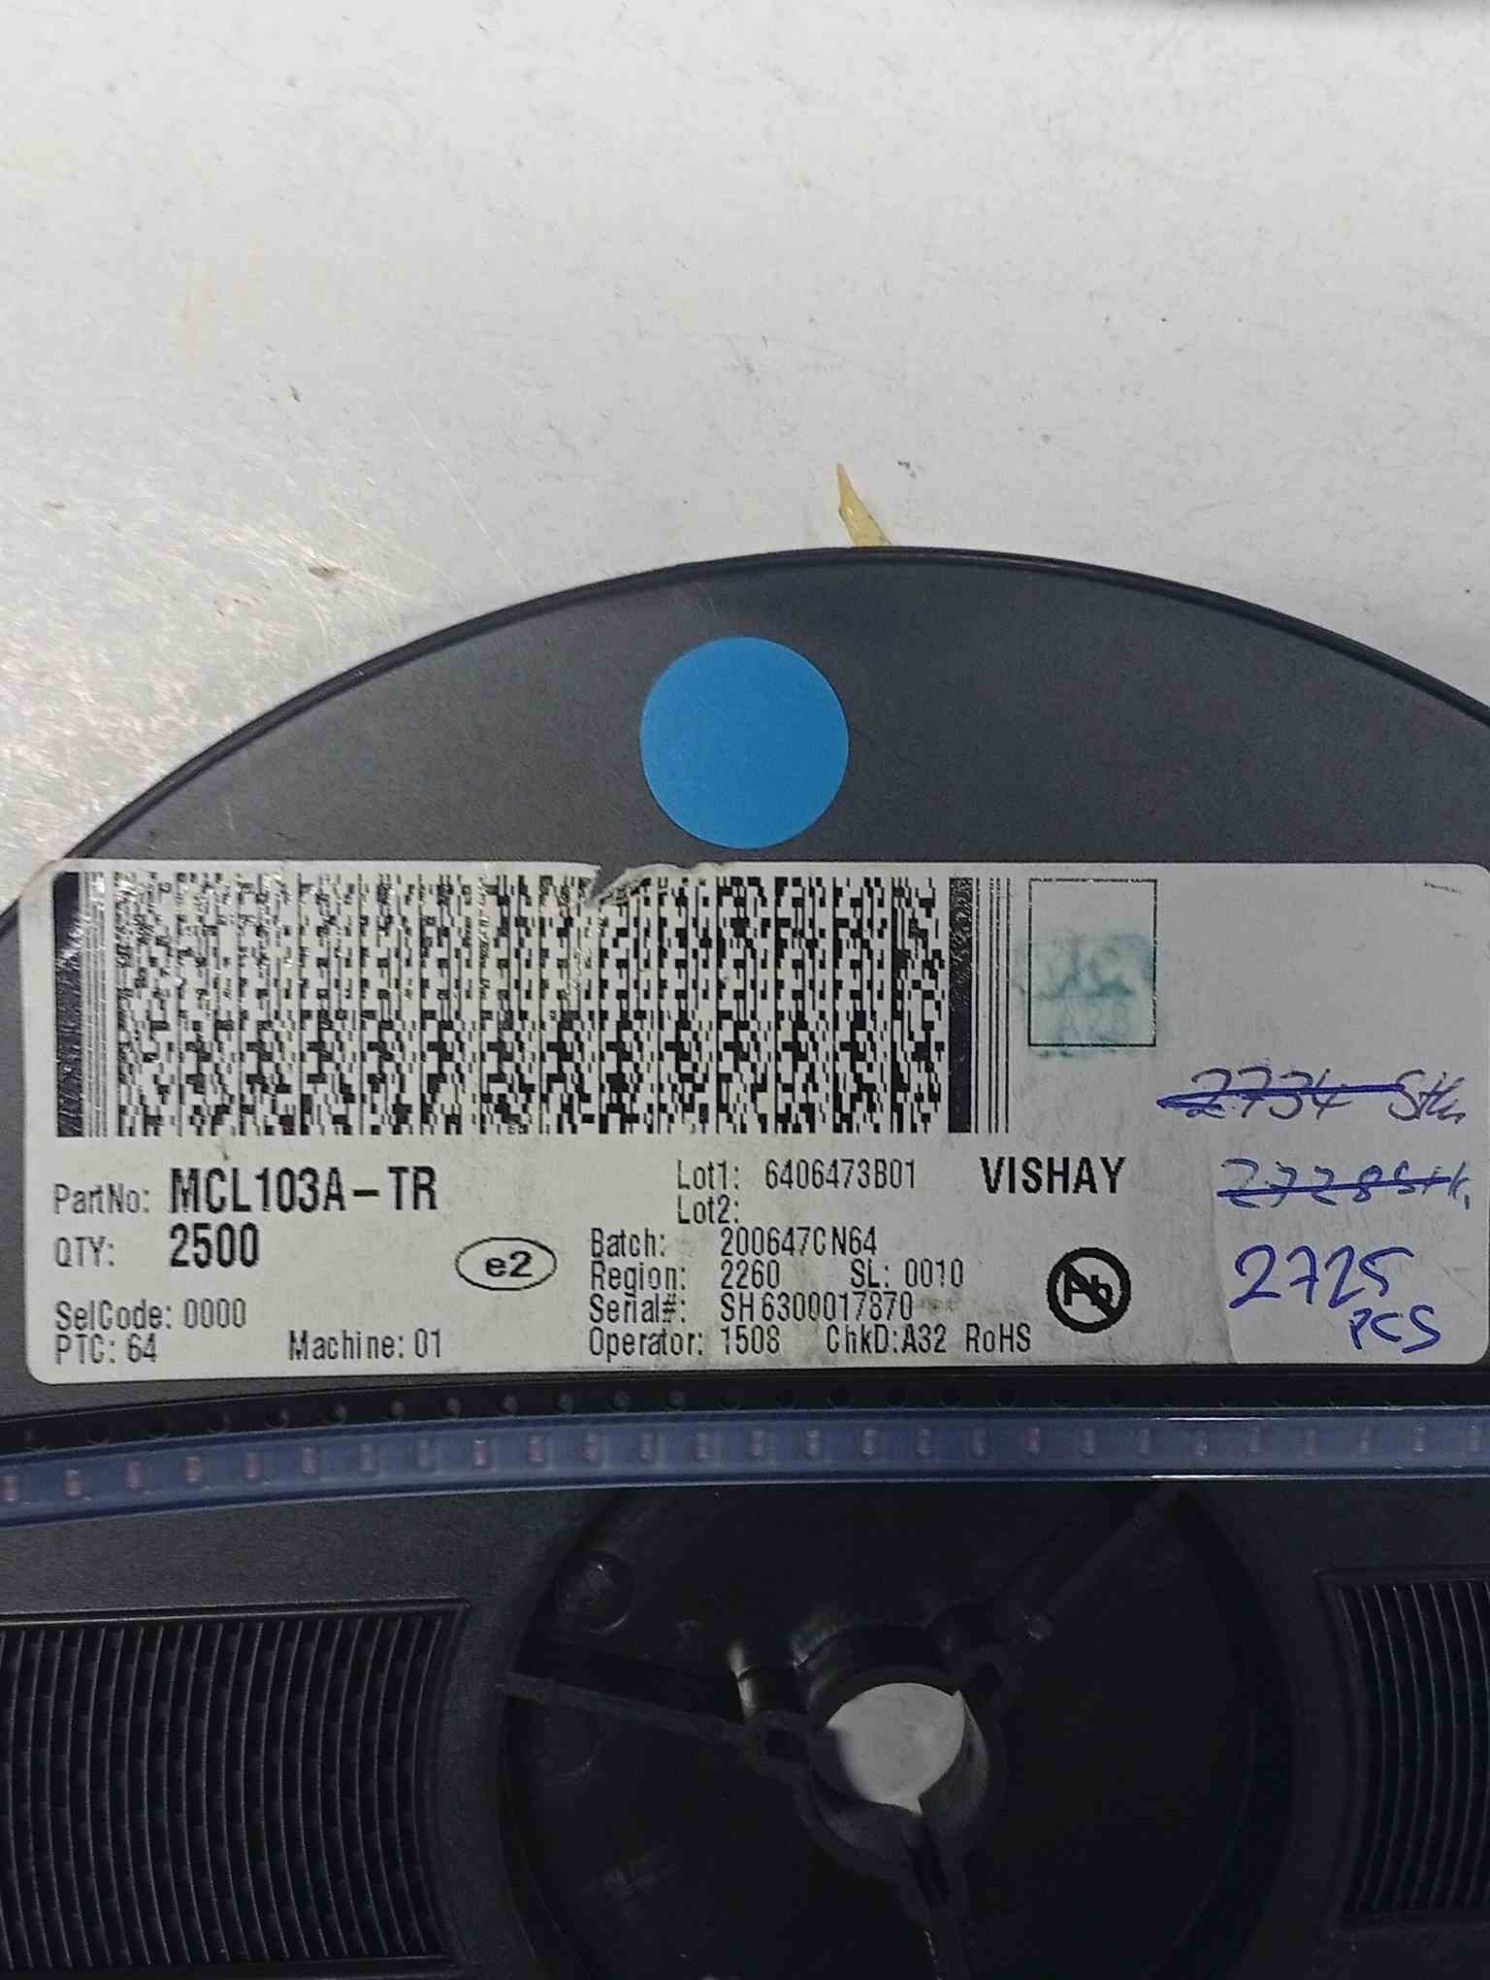 PartNo: MCL103A-TR
QTY: 2500
e2
SelCode: 0000
PTC: 64 Machine: 01
Lot1: 6406473B01
Lot2:
Batch: 200647CN64
Region: 2260 SL: 0010
Serial#: SH6300017870
Operator: 1508 ChkD:A32 RoHS
VISHAY
Pb
2734 Stk.
2728 Stk.
2725
PCS